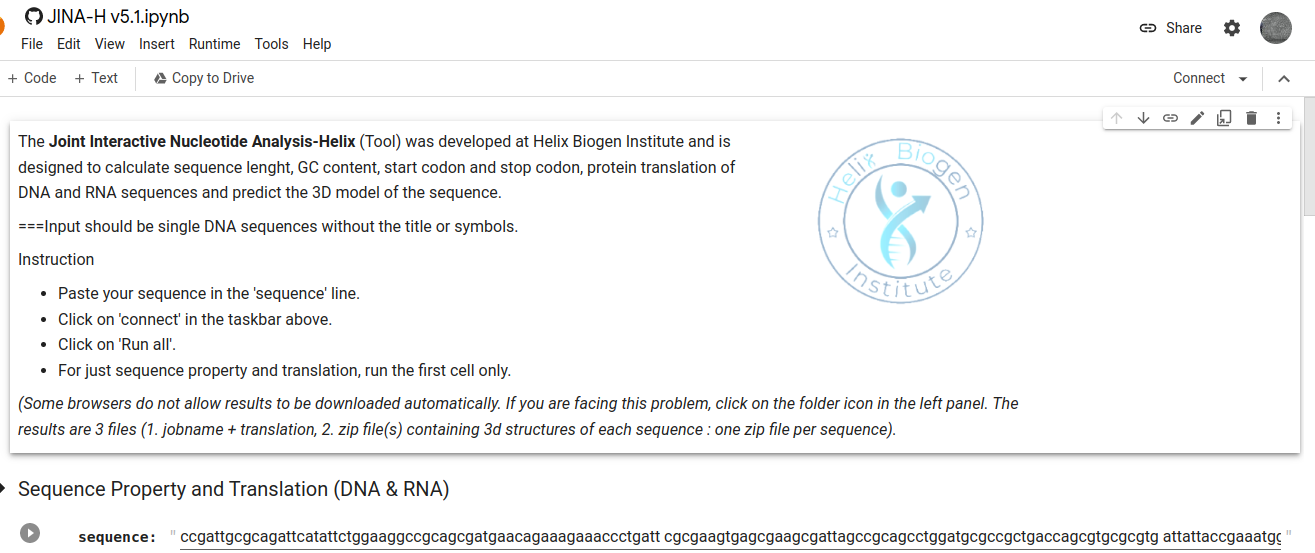 JINA-H v5.1.ipynb
File Edit View Insert Runtime Tools Help
Share
+ Code + Text Copy to Drive
Connect
The Joint Interactive Nucleotide Analysis-Helix (Tool) was developed at Helix Biogen Institute and is
designed to calculate sequence lenght, GC content, start codon and stop codon, protein translation of
DNA and RNA sequences and predict the 3D model of the sequence.
===Input should be single DNA sequences without the title or symbols.
Instruction
• Paste your sequence in the 'sequence' line.
• Click on 'connect' in the taskbar above.
• Click on 'Run all'.
• For just sequence property and translation, run the first cell only.
(Some browsers do not allow results to be downloaded automatically. If you are facing this problem, click on the folder icon in the left panel. The
results are 3 files (1. jobname + translation, 2. zip file(s) containing 3d structures of each sequence : one zip file per sequence).
Helix Biogen
Institute
Sequence Property and Translation (DNA & RNA)
sequence: " ccgattgcgcagattcatattctggaaggccgcagcgatgaacagaaagaaaccctgatt cgcgaagtgagcgaagcgattagccgcagcctggatgcgccgctgaccagcgtgcgcgtg attattaccgaaatgg "